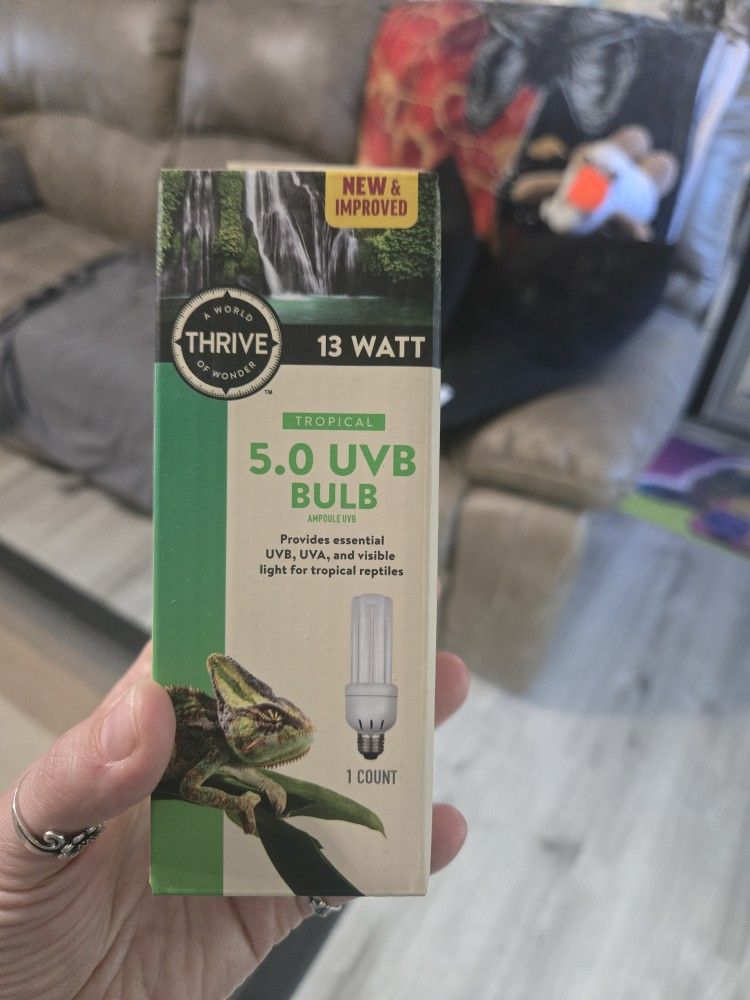 NEW &
IMPROVED
A WORLD
THRIVE
OF WONDER
TM
13 WATT
TROPICAL
5.0 UVB
BULB
AMPOULE UVB
Provides essential
UVB, UVA, and visible
light for tropical reptiles
1 COUNT